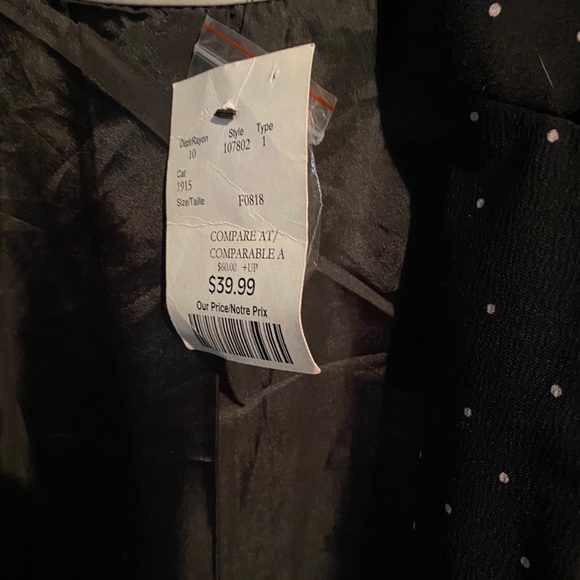 Dept/Rayon Style Type
10 107802 1
Cat
1915
Size/Taille F0818
COMPARE AT/
COMPARABLE A
$60.00 +UP
$39.99
Our Price/Notre Prix